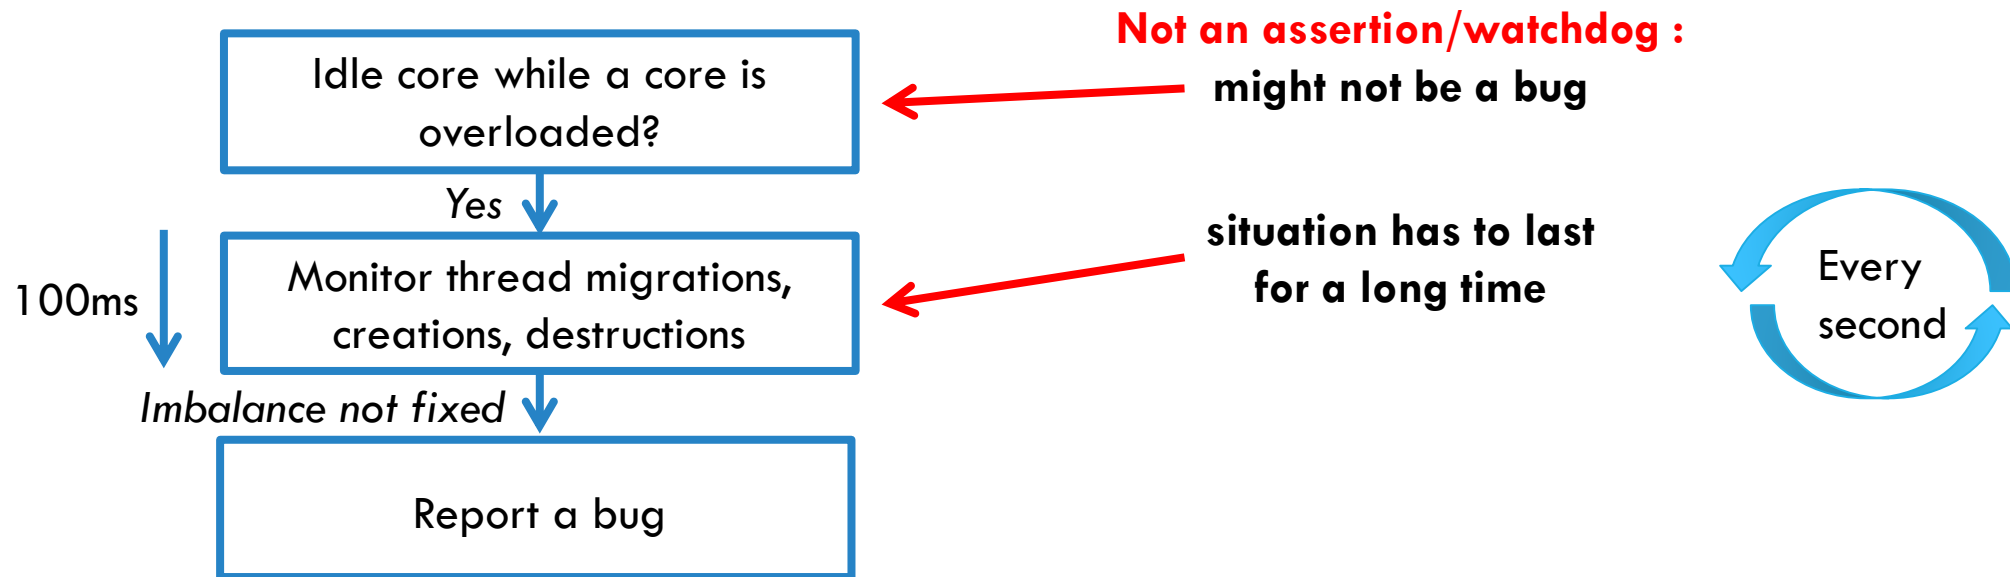 Not an assertion/watchdog :
might not be a bug
Idle core while a core is
overloaded?
Yes
situation has to last
for a long time
100ms
Monitor thread migrations,
creations, destructions
Every
second
Imbalance not fixed
Report a bug